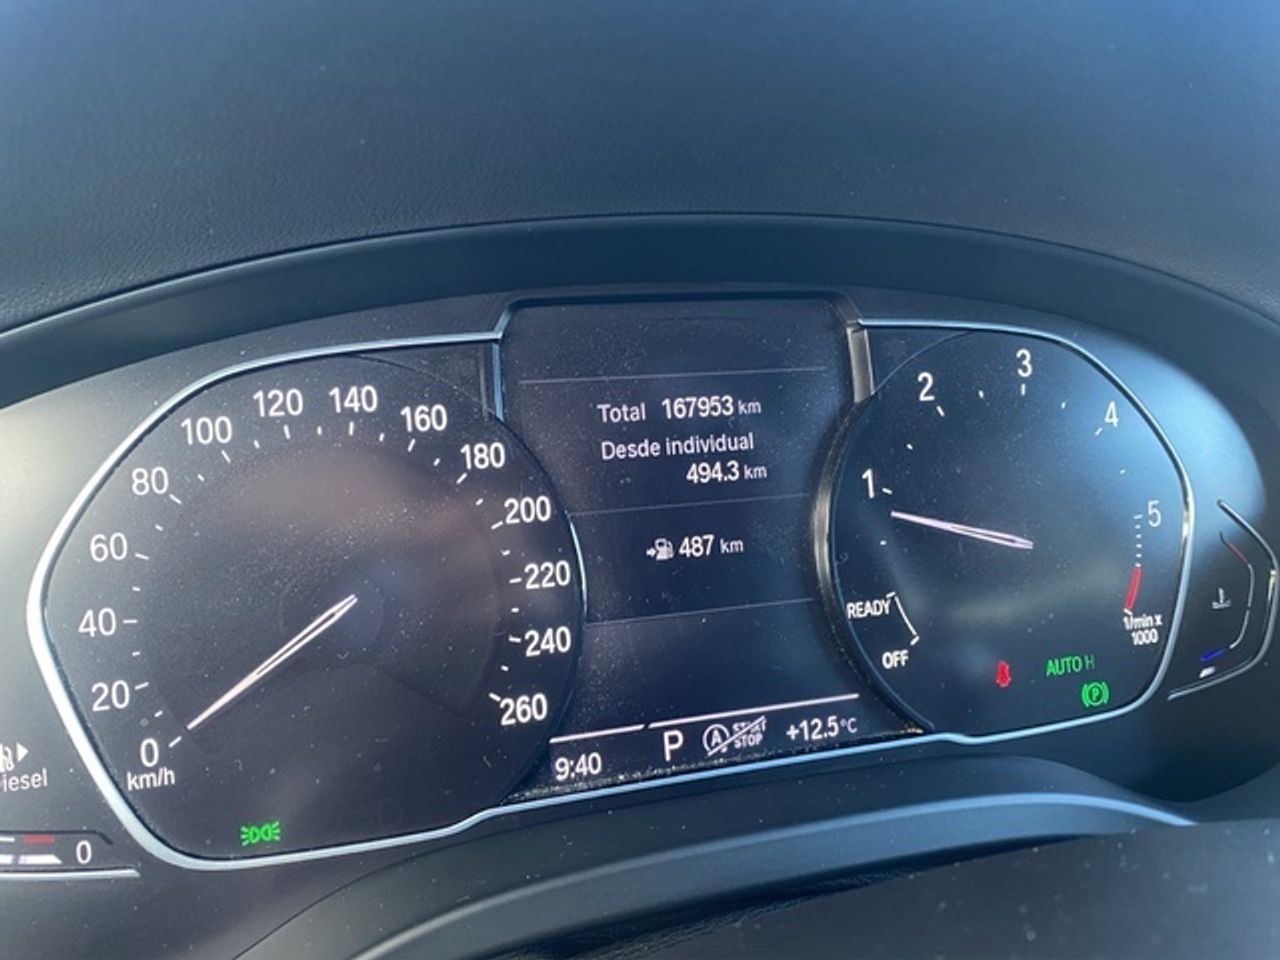 Total 167953 km
Desde individual
494.3 km
487 km
9:40
P
A START STOP
+12.5°C
0
20
40
60
80
100
120
140
160
180
200
220
240
260
km/h
1
2
3
4
5
1/min x
1000
READY
OFF
AUTO H
P
iesel
0